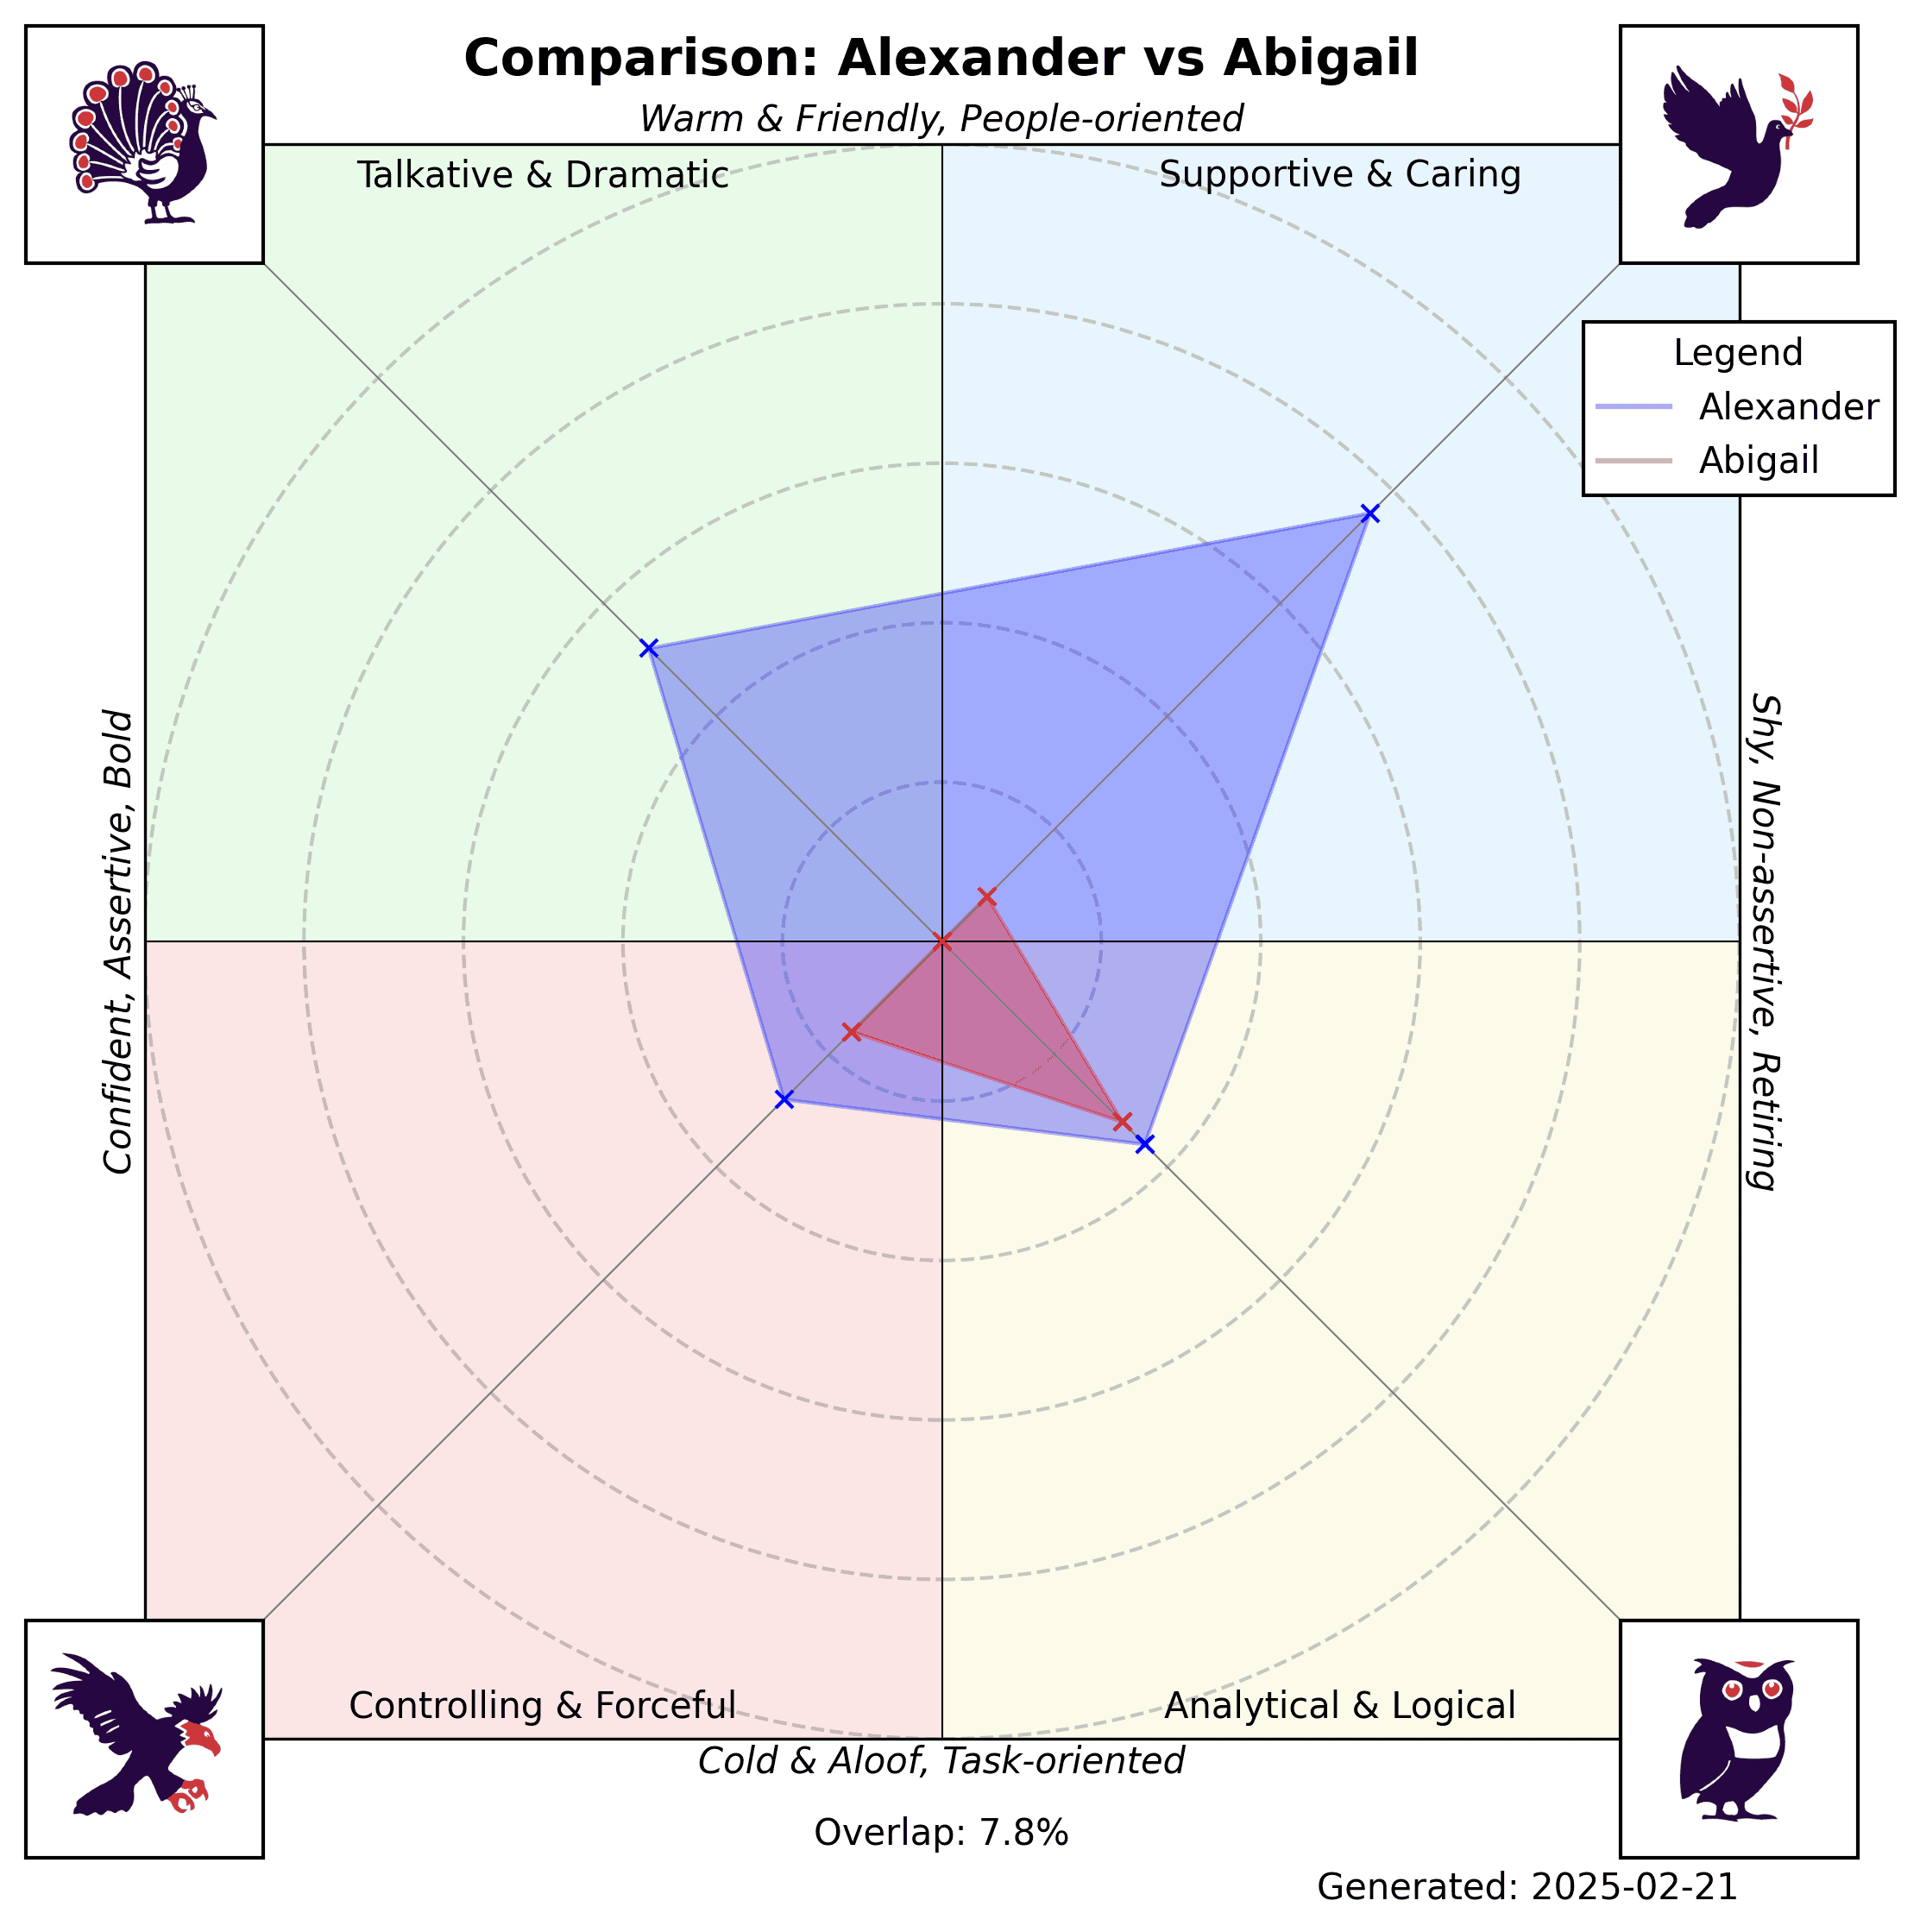 Comparison: Alexander vs Abigail
Warm & Friendly, People-oriented
Talkative & Dramatic
Supportive & Caring
Legend
Alexander
Abigail
Confident, Assertive, Bold
Shy, Non-assertive, Retiring
Controlling & Forceful
Analytical & Logical
Cold & Aloof, Task-oriented
Overlap: 7.8%
Generated: 2025-02-21